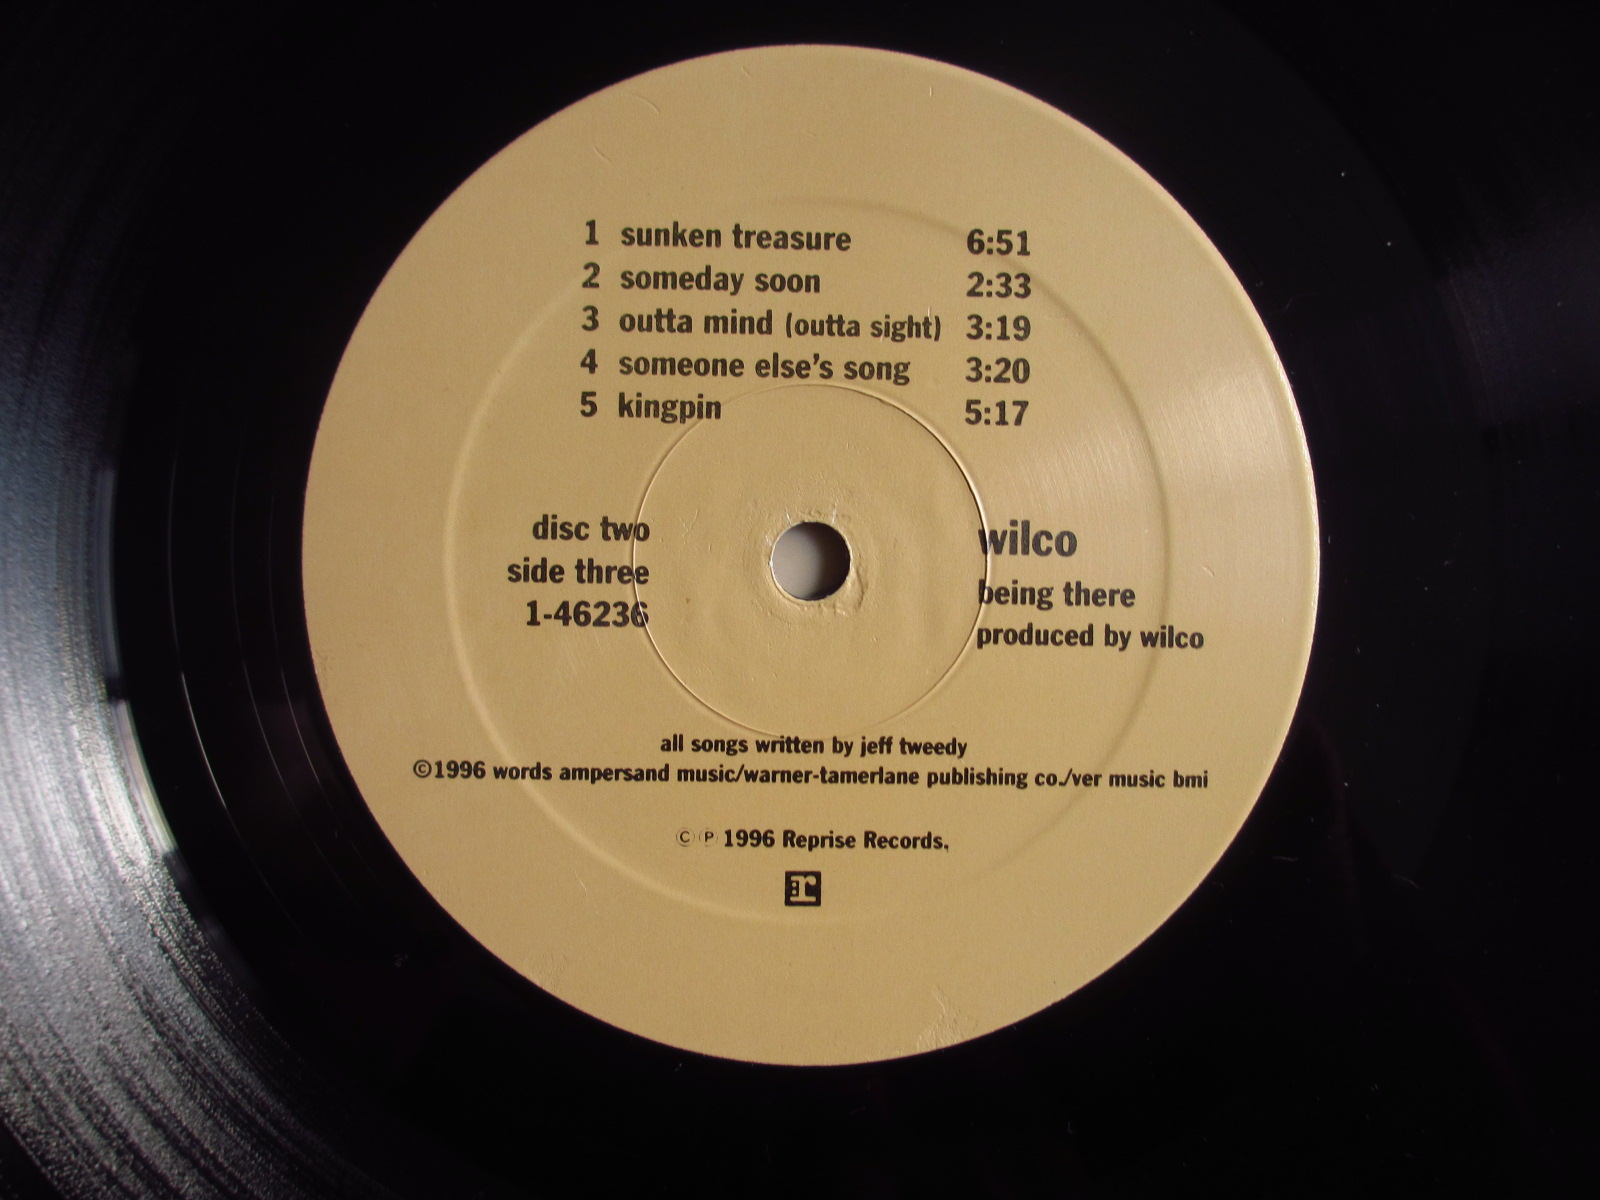 1 sunken treasure 6:51
2 someday soon 2:33
3 outta mind (outta sight) 3:19
4 someone else's song 3:20
5 kingpin 5:17
disc two
side three
1-46236
wilco
being there
produced by wilco
all songs written by jeff tweedy
©1996 words ampersand music/warner-tamerlane publishing co./ver music bmi
Ⓒ Ⓟ 1996 Reprise Records.
:r